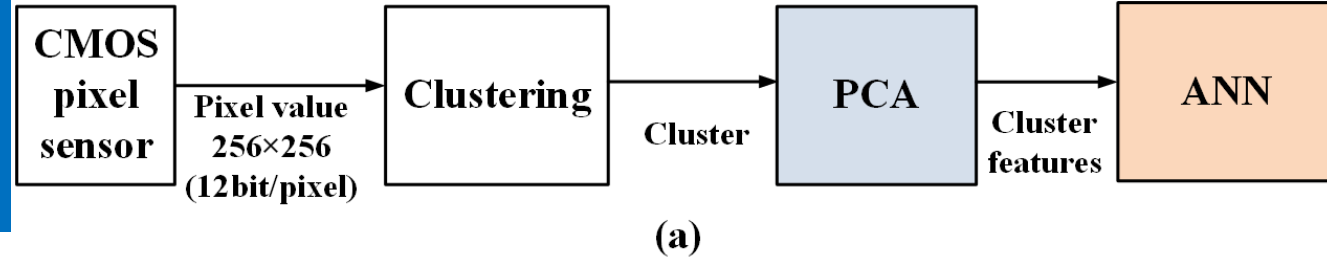 CMOS
pixel
sensor
Pixel value
256×256
(12bit/pixel)
Clustering
Cluster
PCA
Cluster
features
ANN
(a)